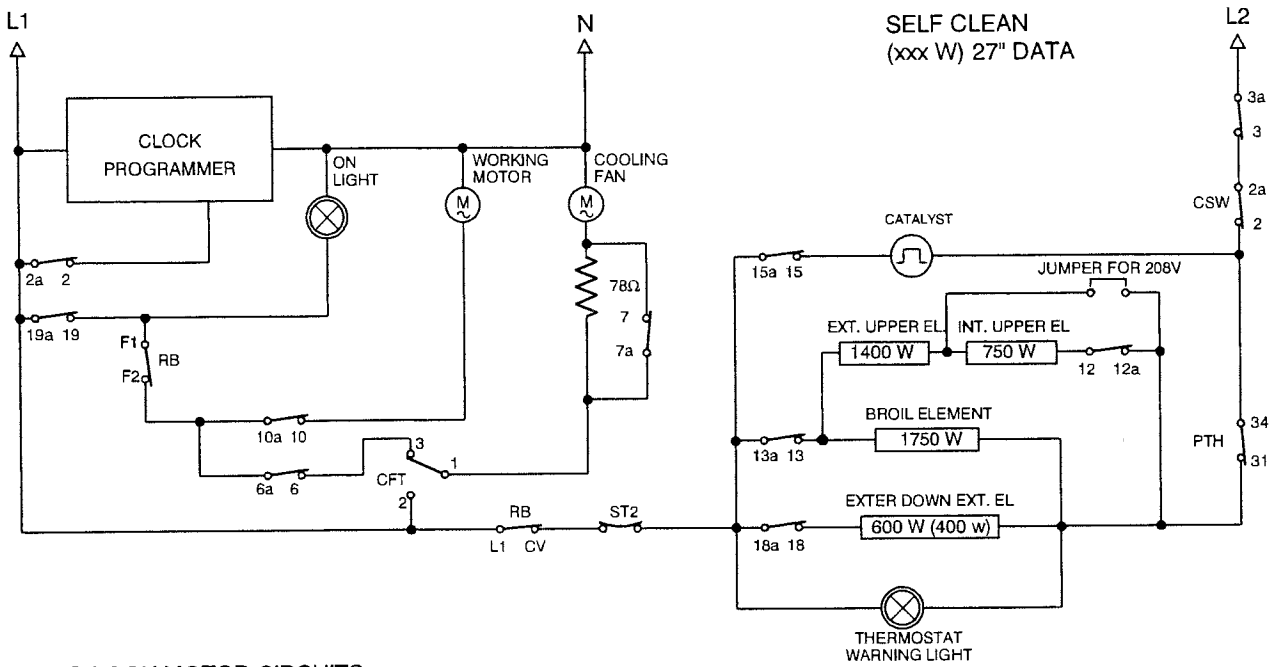 L1
N
SELF CLEAN
(xxx W) 27" DATA
L2
3a
3
CLOCK
PROGRAMMER
ON
LIGHT
WORKING
MOTOR
COOLING
FAN
M
~
M
~
2a
CSW
2
CATALYST
2a 2
15a 15
JUMPER FOR 208V
78Ω
7
7a
19a 19
F1
RB
F2
EXT. UPPER EL.
INT. UPPER EL
1400 W
750 W
12 12a
BROIL ELEMENT
1750 W
34
PTH
31
10a 10
13a 13
3
1
6a 6
CFT
2
EXTER DOWN EXT. EL
600 W (400 w)
RB
ST2
L1 CV
18a 18
THERMOSTAT
WARNING LIGHT